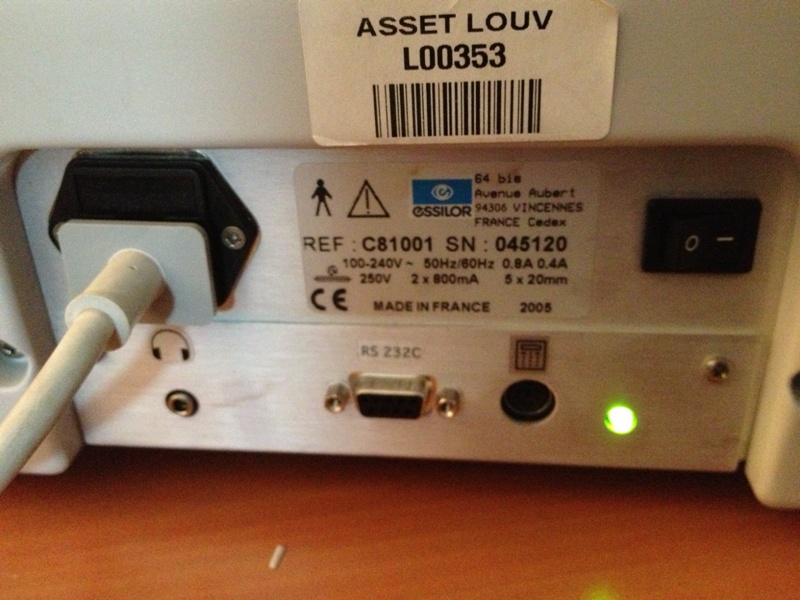 ASSET LOUV
L00353
essilor
64 bis
Avenue Aubert
94306 VINCENNES
FRANCE Cedex
REF : C81001 SN : 045120
100-240V ~ 50Hz/60Hz 0.8A 0.4A
250V 2 x 800mA 5 x 20mm
CE MADE IN FRANCE 2005
O I
RS 232C